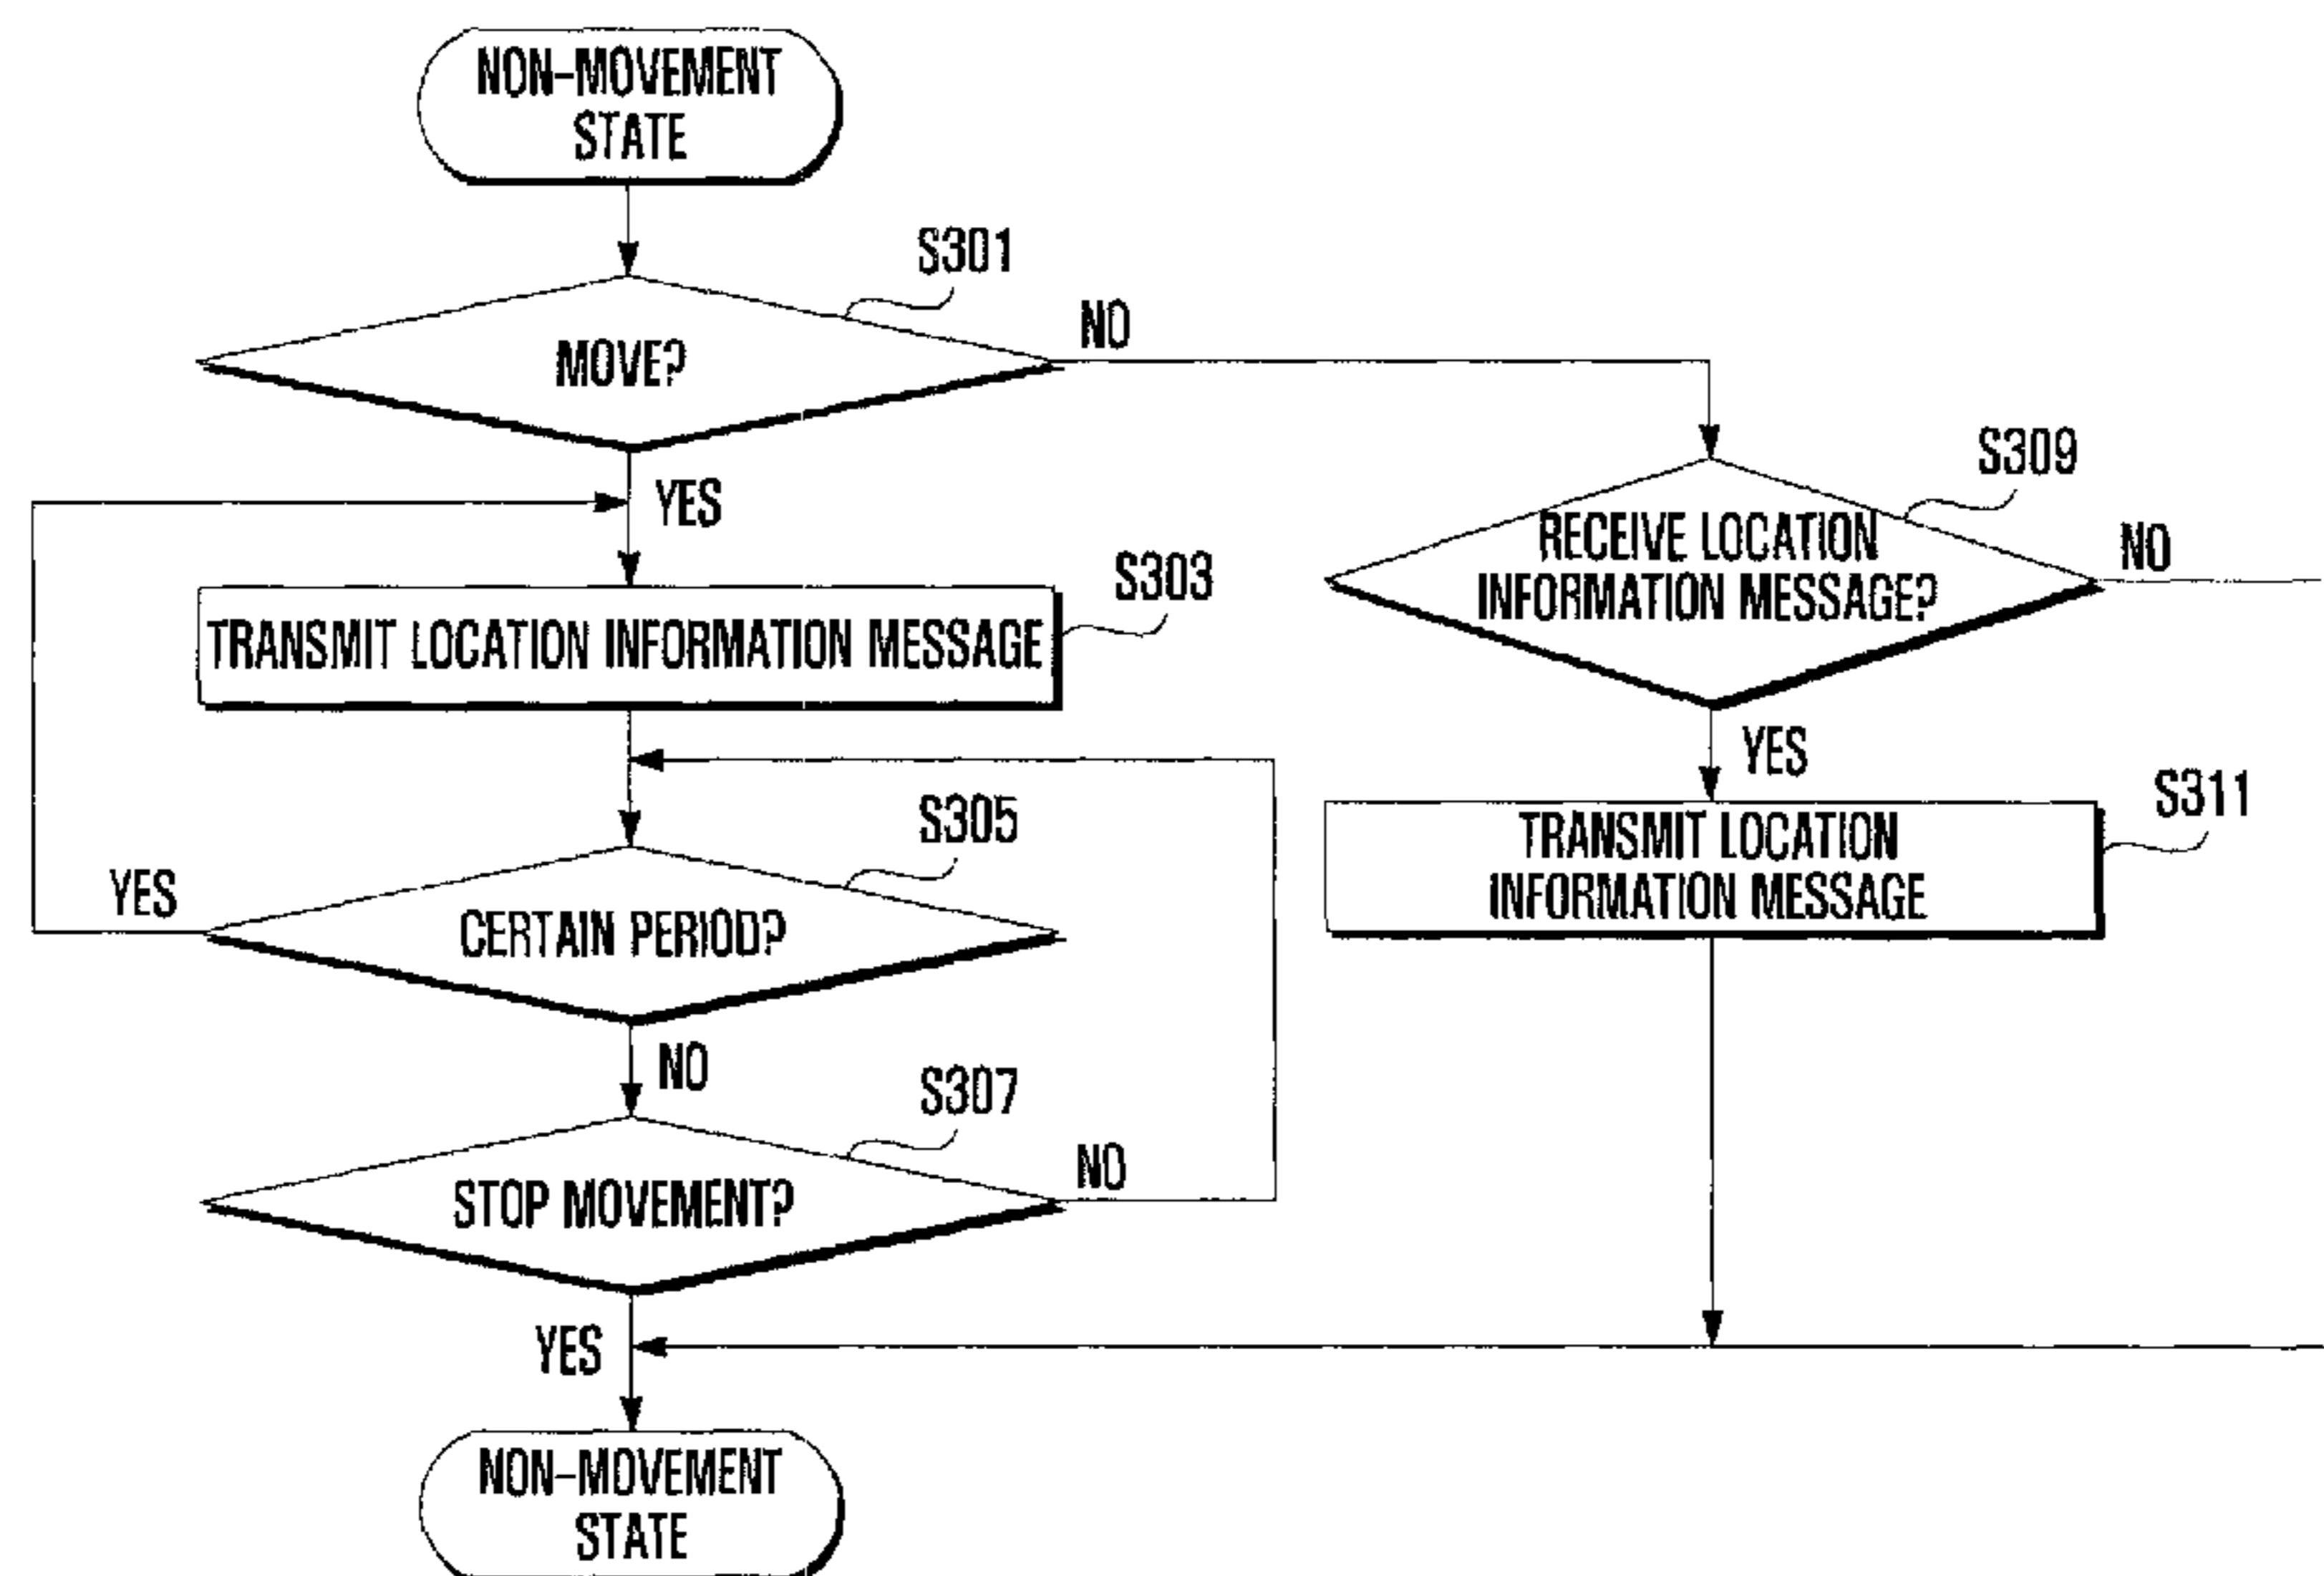 NON-MOVEMENT
STATE
S301
MOVE?
NO
YES
S309
RECEIVE LOCATION
INFORMATION MESSAGE?
NO
S303
TRANSMIT LOCATION INFORMATION MESSAGE
YES
S311
TRANSMIT LOCATION
INFORMATION MESSAGE
S305
YES
CERTAIN PERIOD?
NO
S307
STOP MOVEMENT?
NO
YES
NON-MOVEMENT
STATE